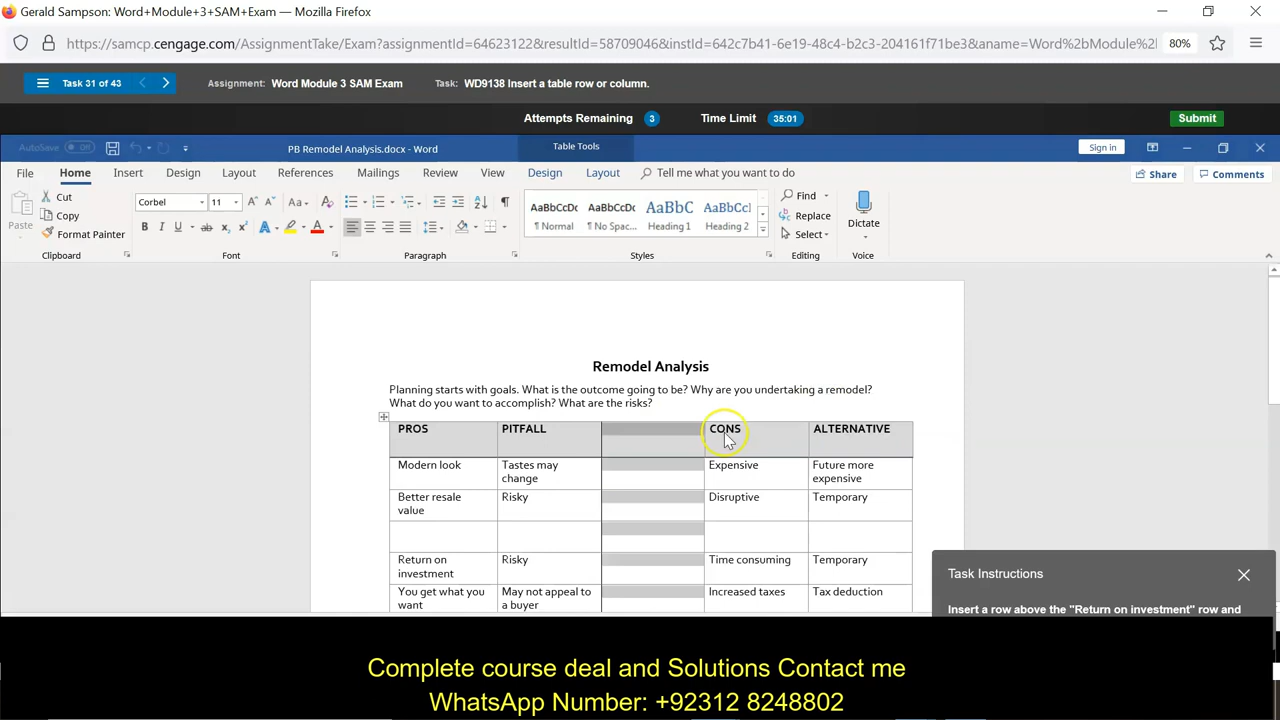 Gerald Sampson: Word+Module+3+SAM+Exam — Mozilla Firefox
https://samcp.cengage.com/AssignmentTake/Exam?assignmentId=64623122&resultId=58709046&instId=642c7b41-6e19-48c4-b2c3-204161f71be3&aname=Word%2bModule%2 80%
Task 31 of 43 Assignment: Word Module 3 SAM Exam Task: WD9138 Insert a table row or column.
Attempts Remaining 3 Time Limit 35:01 Submit
AutoSave Off PB Remodel Analysis.docx - Word Table Tools Sign in
File Home Insert Design Layout References Mailings Review View Design Layout Tell me what you want to do Share Comments
Paste Cut Copy Format Painter Clipboard
Corbel 11 Aa B I U ab x₂ x² A A Font
Paragraph
AaBbCcDc AaBbCcDc AaBbC AaBbCc
¶ Normal ¶ No Spac... Heading 1 Heading 2 Styles
Find Replace Select Editing
Dictate Voice
Remodel Analysis
Planning starts with goals. What is the outcome going to be? Why are you undertaking a remodel?
What do you want to accomplish? What are the risks?
PROS PITFALL CONS ALTERNATIVE
Modern look Tastes may change Expensive Future more expensive
Better resale value Risky Disruptive Temporary
Return on investment Risky Time consuming Temporary
You get what you want May not appeal to a buyer Increased taxes Tax deduction
Task Instructions
Insert a row above the "Return on investment" row and
Complete course deal and Solutions Contact me
WhatsApp Number: +92312 8248802